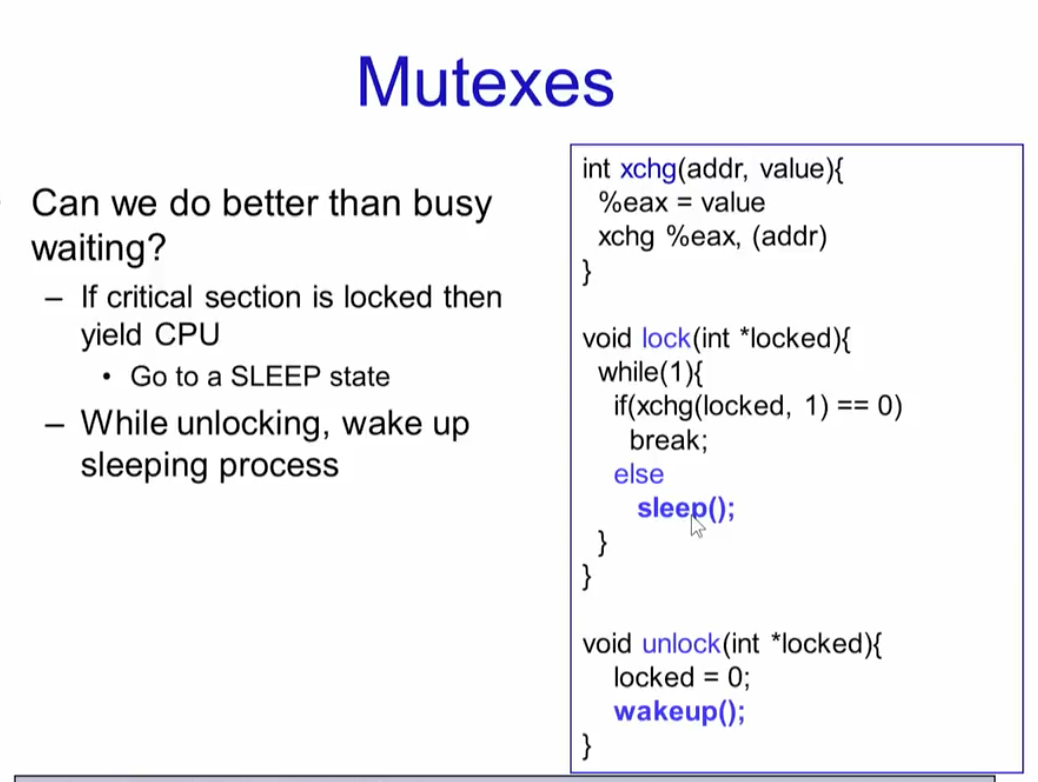 Mutexes
Can we do better than busy
waiting?
– If critical section is locked then
yield CPU
• Go to a SLEEP state
– While unlocking, wake up
sleeping process
int xchg(addr, value){
%eax = value
xchg %eax, (addr)
}
void lock(int *locked){
while(1){
if(xchg(locked, 1) == 0)
break;
else
sleep();
}
}
void unlock(int *locked){
locked = 0;
wakeup();
}